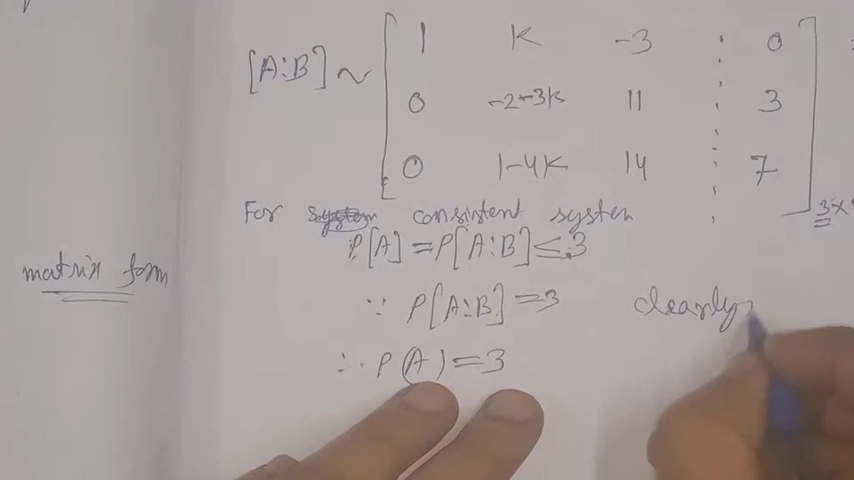 [A:B] ~ [ 1 K -3 : 0
0 -2-3K 11 : 3
0 1-4K 14 : 7 ] 3×
For consistent system
ρ[A] = ρ[A:B] ≤ 3
∵ ρ[A:B] = 3
clearly
∴ ρ(A) = 3
matrix form